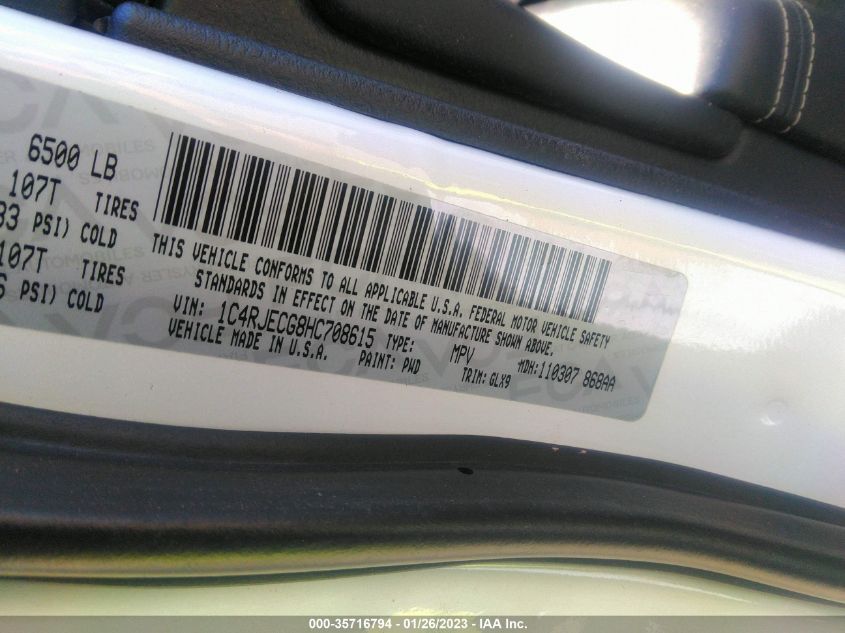 6500 LB
107T TIRES
33 PSI) COLD
107T TIRES
PSI) COLD
THIS VEHICLE CONFORMS TO ALL APPLICABLE U.S.A. FEDERAL MOTOR VEHICLE SAFETY
STANDARDS IN EFFECT ON THE DATE OF MANUFACTURE SHOWN ABOVE.
VIN: 1C4RJECG8HC708615 TYPE: MPV MDH:110307 868AA
VEHICLE MADE IN U.S.A. PAINT: PWD TRIM: GLX9
000-35716794 - 01/26/2023 - IAA Inc.